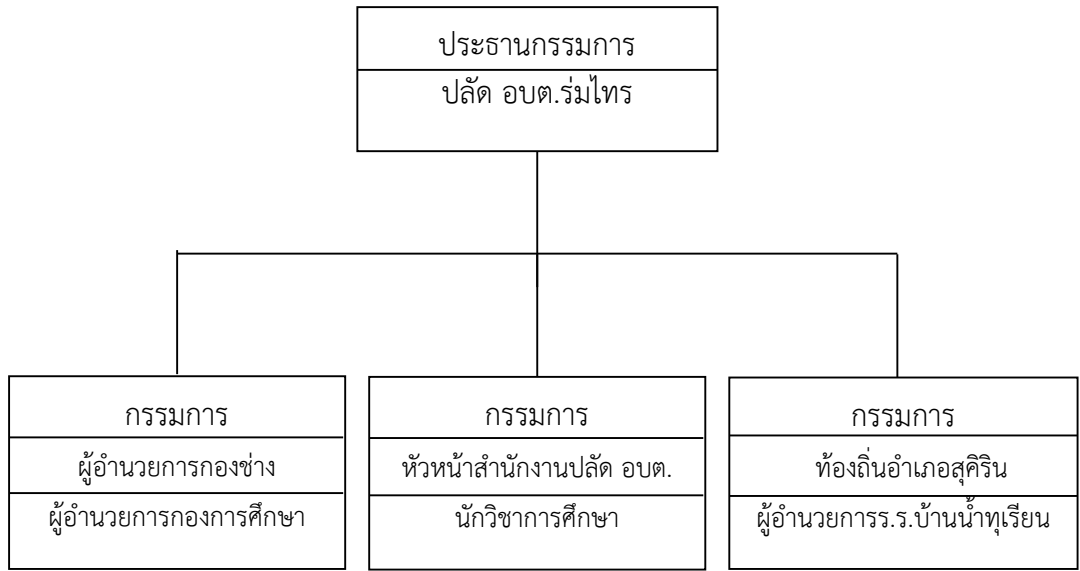 ประธานกรรมการ
ปลัด อบต.ร่มไทร
กรรมการ
ผู้อำนวยการกองช่าง
ผู้อำนวยการกองการศึกษา
กรรมการ
หัวหน้าสำนักงานปลัด อบต.
นักวิชาการศึกษา
กรรมการ
ท้องถิ่นอำเภอสุคิริน
ผู้อำนวยการร.ร.บ้านน้ำทุเรียน